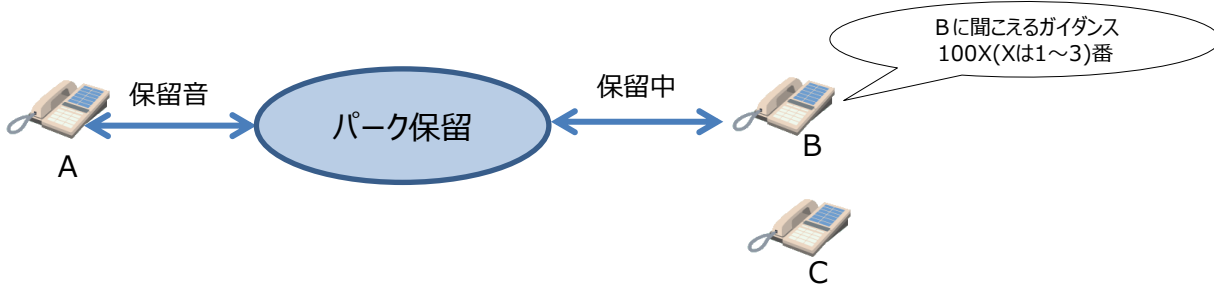 Bに聞こえるガイダンス
100X(Xは1～3)番
保留音
保留中
パーク保留
A
B
C